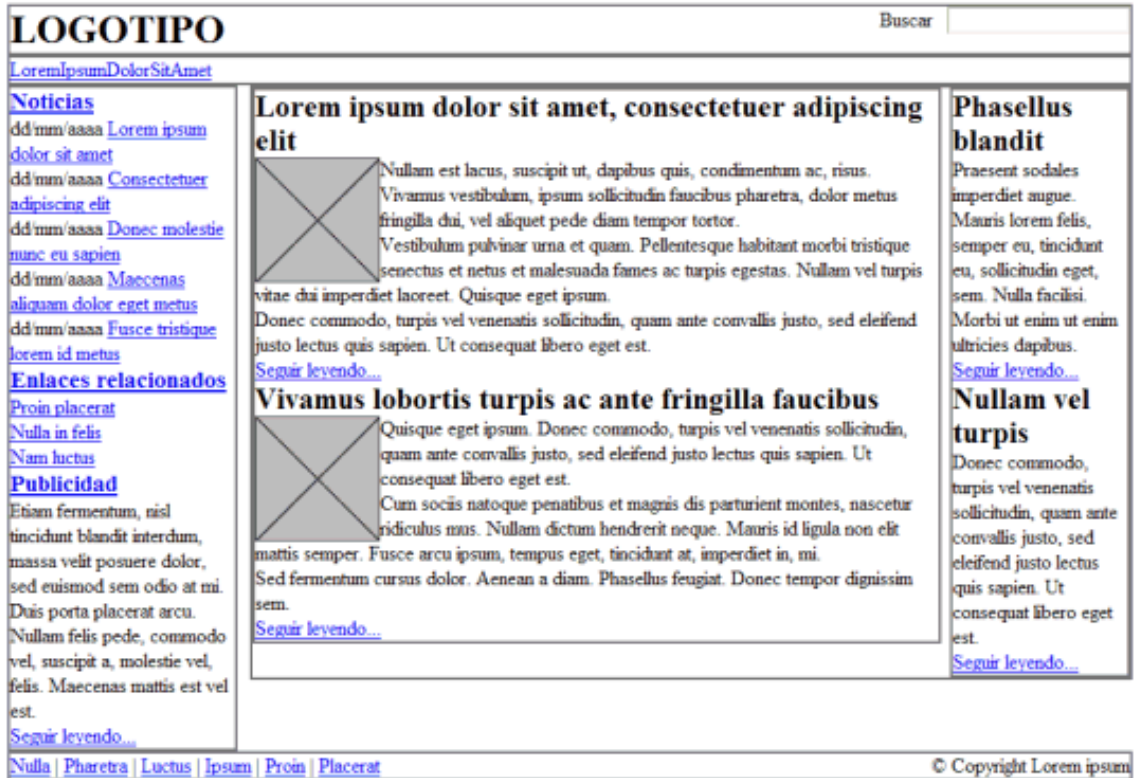 LOGOTIPO
Buscar
LoremIpsumDolorSitAmet
Noticias
dd/mm/aaaa Lorem ipsum
dolor sit amet
dd/mm/aaaa Consectetuer
adipiscing elit
dd/mm/aaaa Donec molestie
nunc eu sapien
dd/mm/aaaa Maecenas
aliquam dolor eget metus
dd/mm/aaaa Fusce tristique
lorem id metus
Enlaces relacionados
Proin placerat
Nulla in felis
Nam luctus
Publicidad
Etiam fermentum, nisl
tincidunt blandit interdum,
massa velit posuere dolor,
sed euismod sem odio at mi.
Duis porta placerat arcu.
Nullam felis pede, commodo
vel, suscipit a, molestie vel,
felis. Maecenas mattis est vel
est.
Seguir leyendo...
Lorem ipsum dolor sit amet, consectetuer adipiscing
elit
Nullam est lacus, suscipit ut, dapibus quis, condimentum ac, risus.
Vivamus vestibulum, ipsum sollicitudin faucibus pharetra, dolor metus
fringilla dui, vel aliquet pede diam tempor tortor.
Vestibulum pulvinar urna et quam. Pellentesque habitant morbi tristique
senectus et netus et malesuada fames ac turpis egestas. Nullam vel turpis
vitae dui imperdiet laoreet. Quisque eget ipsum.
Donec commodo, turpis vel venenatis sollicitudin, quam ante convallis justo, sed eleifend
justo lectus quis sapien. Ut consequat libero eget est.
Seguir leyendo...
Vivamus lobortis turpis ac ante fringilla faucibus
Quisque eget ipsum. Donec commodo, turpis vel venenatis sollicitudin,
quam ante convallis justo, sed eleifend justo lectus quis sapien. Ut
consequat libero eget est.
Cum sociis natoque penatibus et magnis dis parturient montes, nascetur
ridiculus mus. Nullam dictum hendrerit neque. Mauris id ligula non elit
mattis semper. Fusce arcu ipsum, tempus eget, tincidunt at, imperdiet in, mi.
Sed fermentum cursus dolor. Aenean a diam. Phasellus feugiat. Donec tempor dignissim
sem.
Seguir leyendo...
Phasellus
blandit
Praesent sodales
imperdiet augue.
Mauris lorem felis,
semper eu, tincidunt
eu, sollicitudin eget,
sem. Nulla facilisi.
Morbi ut enim ut enim
ultricies dapibus.
Seguir leyendo...
Nullam vel
turpis
Donec commodo,
turpis vel venenatis
sollicitudin, quam ante
convallis justo, sed
eleifend justo lectus
quis sapien. Ut
consequat libero eget
est.
Seguir leyendo...
Nulla | Pharetra | Luctus | Ipsum | Proin | Placerat
© Copyright Lorem ipsum